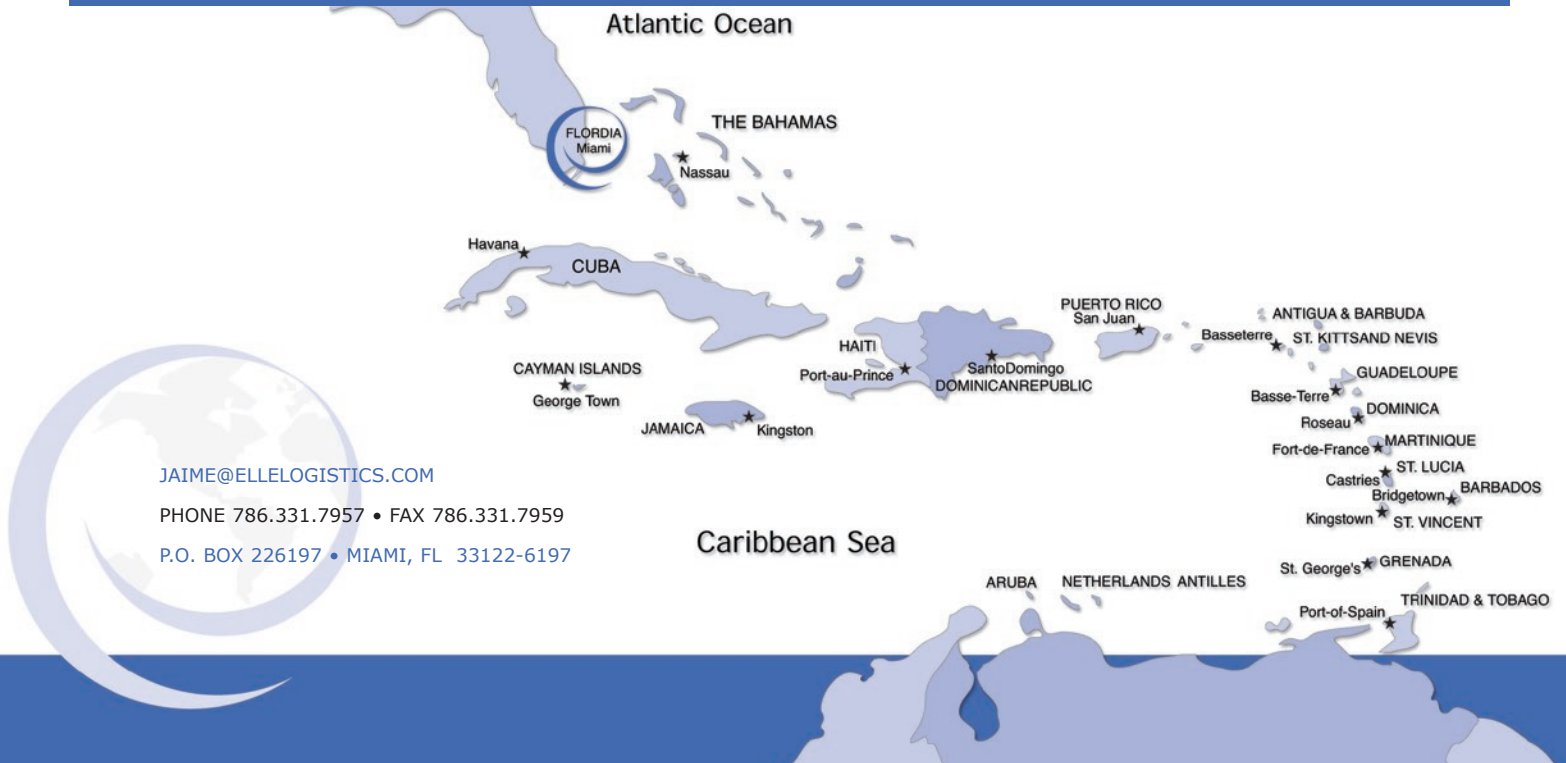 Atlantic Ocean
FLORDIA
Miami
THE BAHAMAS
Nassau
Havana
CUBA
PUERTO RICO
San Juan
ANTIGUA & BARBUDA
Basseterre
ST. KITTSAND NEVIS
HAITI
Port-au-Prince
SantoDomingo
DOMINICANREPUBLIC
CAYMAN ISLANDS
George Town
GUADELOUPE
Basse-Terre
DOMINICA
Roseau
JAMAICA
Kingston
MARTINIQUE
Fort-de-France
ST. LUCIA
Castries
BARBADOS
Bridgetown
Kingstown
ST. VINCENT
JAIME@ELLELOGISTICS.COM
PHONE 786.331.7957 • FAX 786.331.7959
P.O. BOX 226197 • MIAMI, FL 33122-6197
Caribbean Sea
St. George's
GRENADA
ARUBA
NETHERLANDS ANTILLES
TRINIDAD & TOBAGO
Port-of-Spain